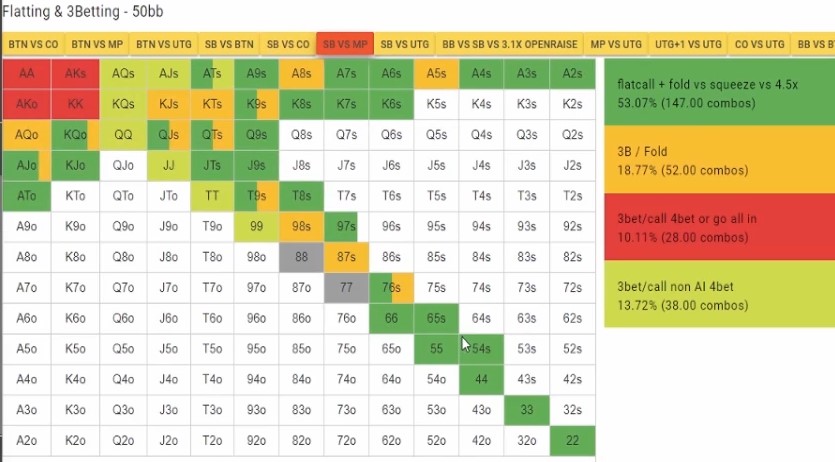 Flatting & 3Betting - 50bb
BTN VS CO BTN VS MP BTN VS UTG SB VS BTN SB VS CO SB VS MP SB VS UTG BB VS SB VS 3.1X OPENRAISE MP VS UTG UTG+1 VS UTG CO VS UTG BB VS B
AA AKs AQs AJs ATs A9s A8s A7s A6s A5s A4s A3s A2s
AKo KK KQs KJs KTs K9s K8s K7s K6s K5s K4s K3s K2s
AQo KQo QQ QJs QTs Q9s Q8s Q7s Q6s Q5s Q4s Q3s Q2s
AJo KJo QJo JJ JTs J9s J8s J7s J6s J5s J4s J3s J2s
ATo KTo QTo JTo TT T9s T8s T7s T6s T5s T4s T3s T2s
A9o K9o Q9o J9o T9o 99 98s 97s 96s 95s 94s 93s 92s
A8o K8o Q8o J8o T8o 98o 88 87s 86s 85s 84s 83s 82s
A7o K7o Q7o J7o T7o 97o 87o 77 76s 75s 74s 73s 72s
A6o K6o Q6o J6o T6o 96o 86o 76o 66 65s 64s 63s 62s
A5o K5o Q5o J5o T5o 95o 85o 75o 65o 55 54s 53s 52s
A4o K4o Q4o J4o T4o 94o 84o 74o 64o 54o 44 43s 42s
A3o K3o Q3o J3o T3o 93o 83o 73o 63o 53o 43o 33 32s
A2o K2o Q2o J2o T2o 92o 82o 72o 62o 52o 42o 32o 22
flatcall + fold vs squeeze vs 4.5x
53.07% (147.00 combos)
3B / Fold
18.77% (52.00 combos)
3bet/call 4bet or go all in
10.11% (28.00 combos)
3bet/call non AI 4bet
13.72% (38.00 combos)